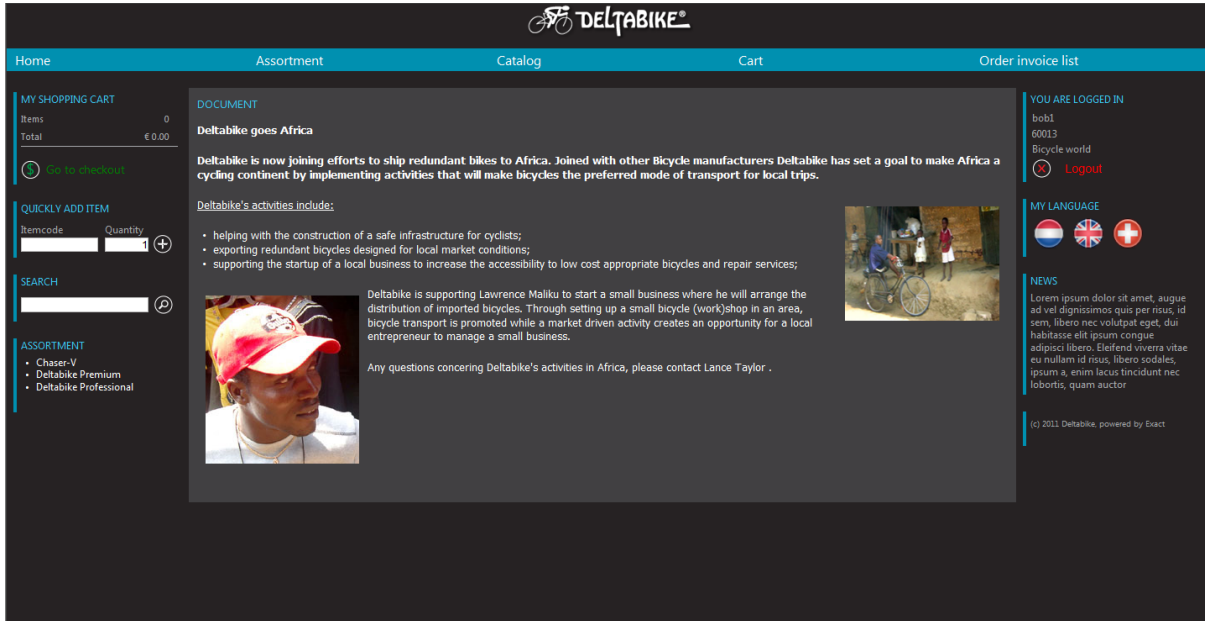 DELTABIKE®
Home Assortment Catalog Cart Order invoice list
MY SHOPPING CART
Items 0
Total € 0.00
$ Go to checkout
QUICKLY ADD ITEM
Itemcode Quantity
1
SEARCH
ASSORTMENT
• Chaser-V
• Deltabike Premium
• Deltabike Professional
DOCUMENT
Deltabike goes Africa
Deltabike is now joining efforts to ship redundant bikes to Africa. Joined with other Bicycle manufacturers Deltabike has set a goal to make Africa a
cycling continent by implementing activities that will make bicycles the preferred mode of transport for local trips.
Deltabike's activities include:
• helping with the construction of a safe infrastructure for cyclists;
• exporting redundant bicycles designed for local market conditions;
• supporting the startup of a local business to increase the accessibility to low cost appropriate bicycles and repair services;
Deltabike is supporting Lawrence Maliku to start a small business where he will arrange the
distribution of imported bicycles. Through setting up a small bicycle (work)shop in an area,
bicycle transport is promoted while a market driven activity creates an opportunity for a local
entrepreneur to manage a small business.
Any questions concering Deltabike's activities in Africa, please contact Lance Taylor .
YOU ARE LOGGED IN
bob1
60013
Bicycle world
Logout
MY LANGUAGE
NEWS
Lorem ipsum dolor sit amet, augue
ad vel dignissimos quis per risus, id
sem, libero nec volutpat eget, dui
habitasse elit ipsum congue
adipisci libero. Eleifend viverra vitae
eu nullam id risus, libero sodales,
ipsum a, enim lacus tincidunt nec
lobortis, quam auctor
(c) 2011 Deltabike, powered by Exact